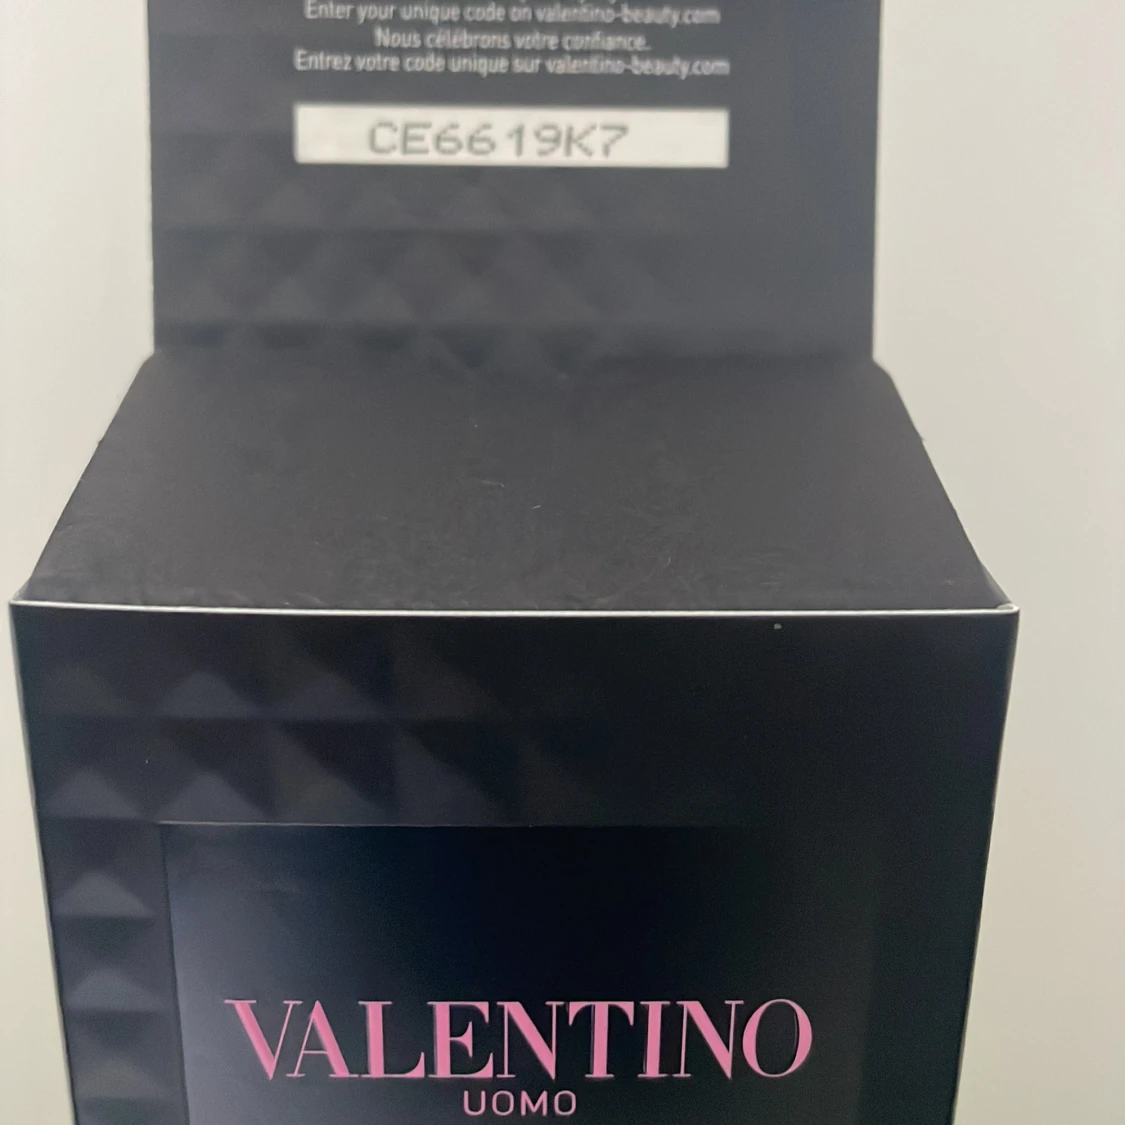 Enter your unique code on valentino-beauty.com
Nous célébrons votre confiance.
Entrez votre code unique sur valentino-beauty.com
CE6619K7
VALENTINO
UOMO